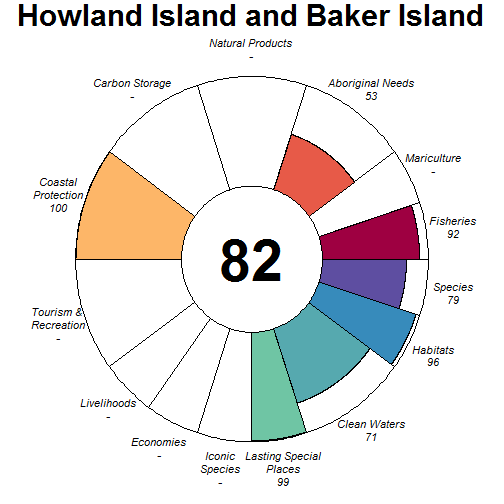 Howland Island and Baker Island
Natural Products
-
Carbon Storage
-
Aboriginal Needs
53
Mariculture
-
Coastal
Protection
100
Fisheries
92
82
Species
79
Tourism &
Recreation
-
Habitats
96
Livelihoods
-
Clean Waters
71
Economies
-
Iconic
Species
-
Lasting Special
Places
99